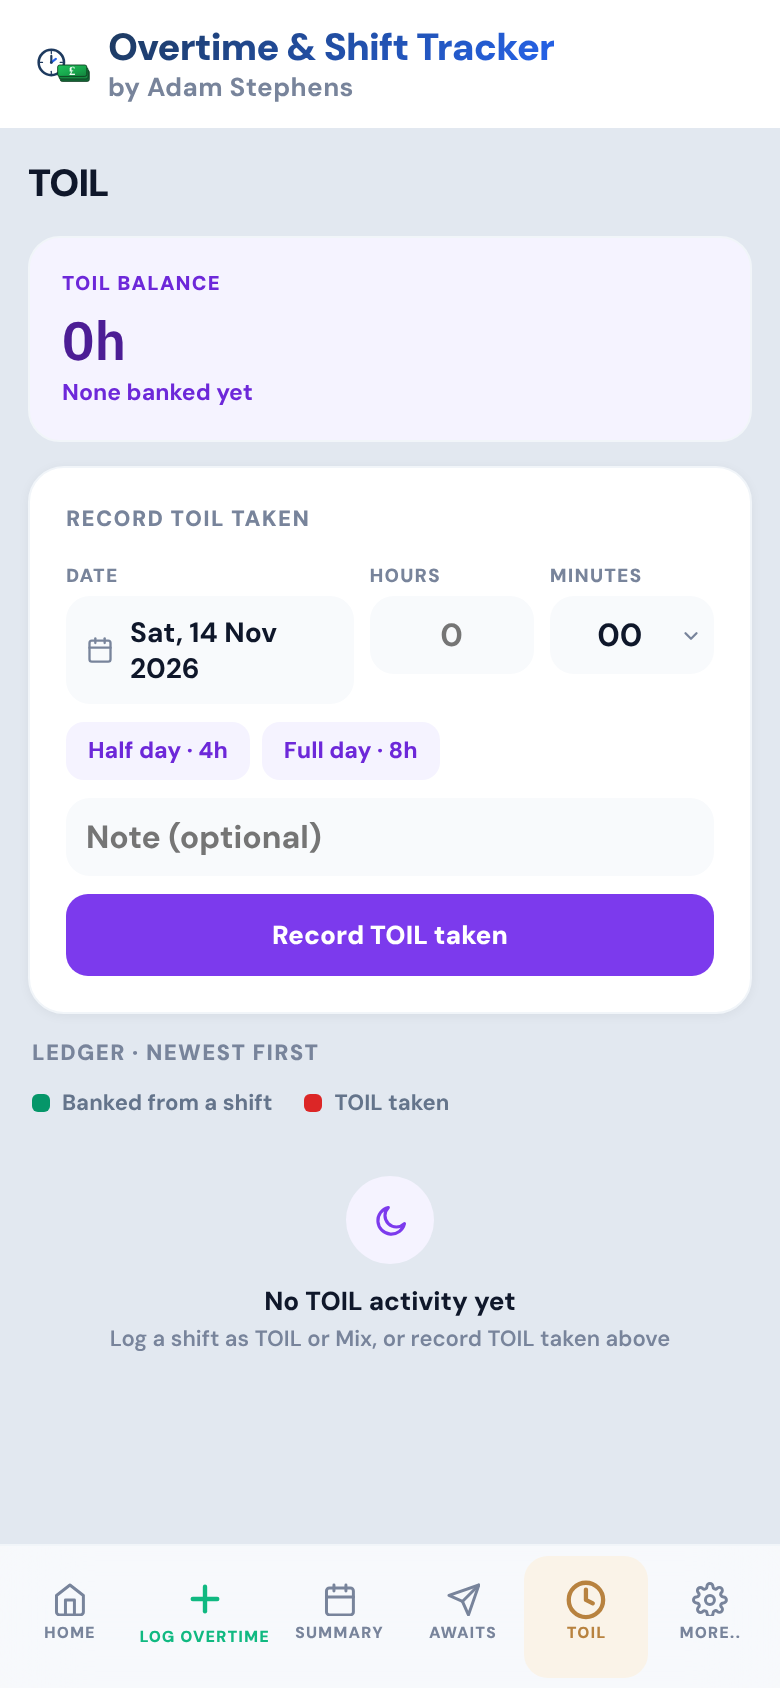 Overtime & Shift Tracker
by Adam Stephens
£
TOIL
TOIL BALANCE
0h
None banked yet
RECORD TOIL TAKEN
DATE HOURS MINUTES
Sat, 14 Nov
2026
0
00
Half day · 4h Full day · 8h
Note (optional)
Record TOIL taken
LEDGER · NEWEST FIRST
Banked from a shift TOIL taken
No TOIL activity yet
Log a shift as TOIL or Mix, or record TOIL taken above
HOME LOG OVERTIME SUMMARY AWAITS TOIL MORE..